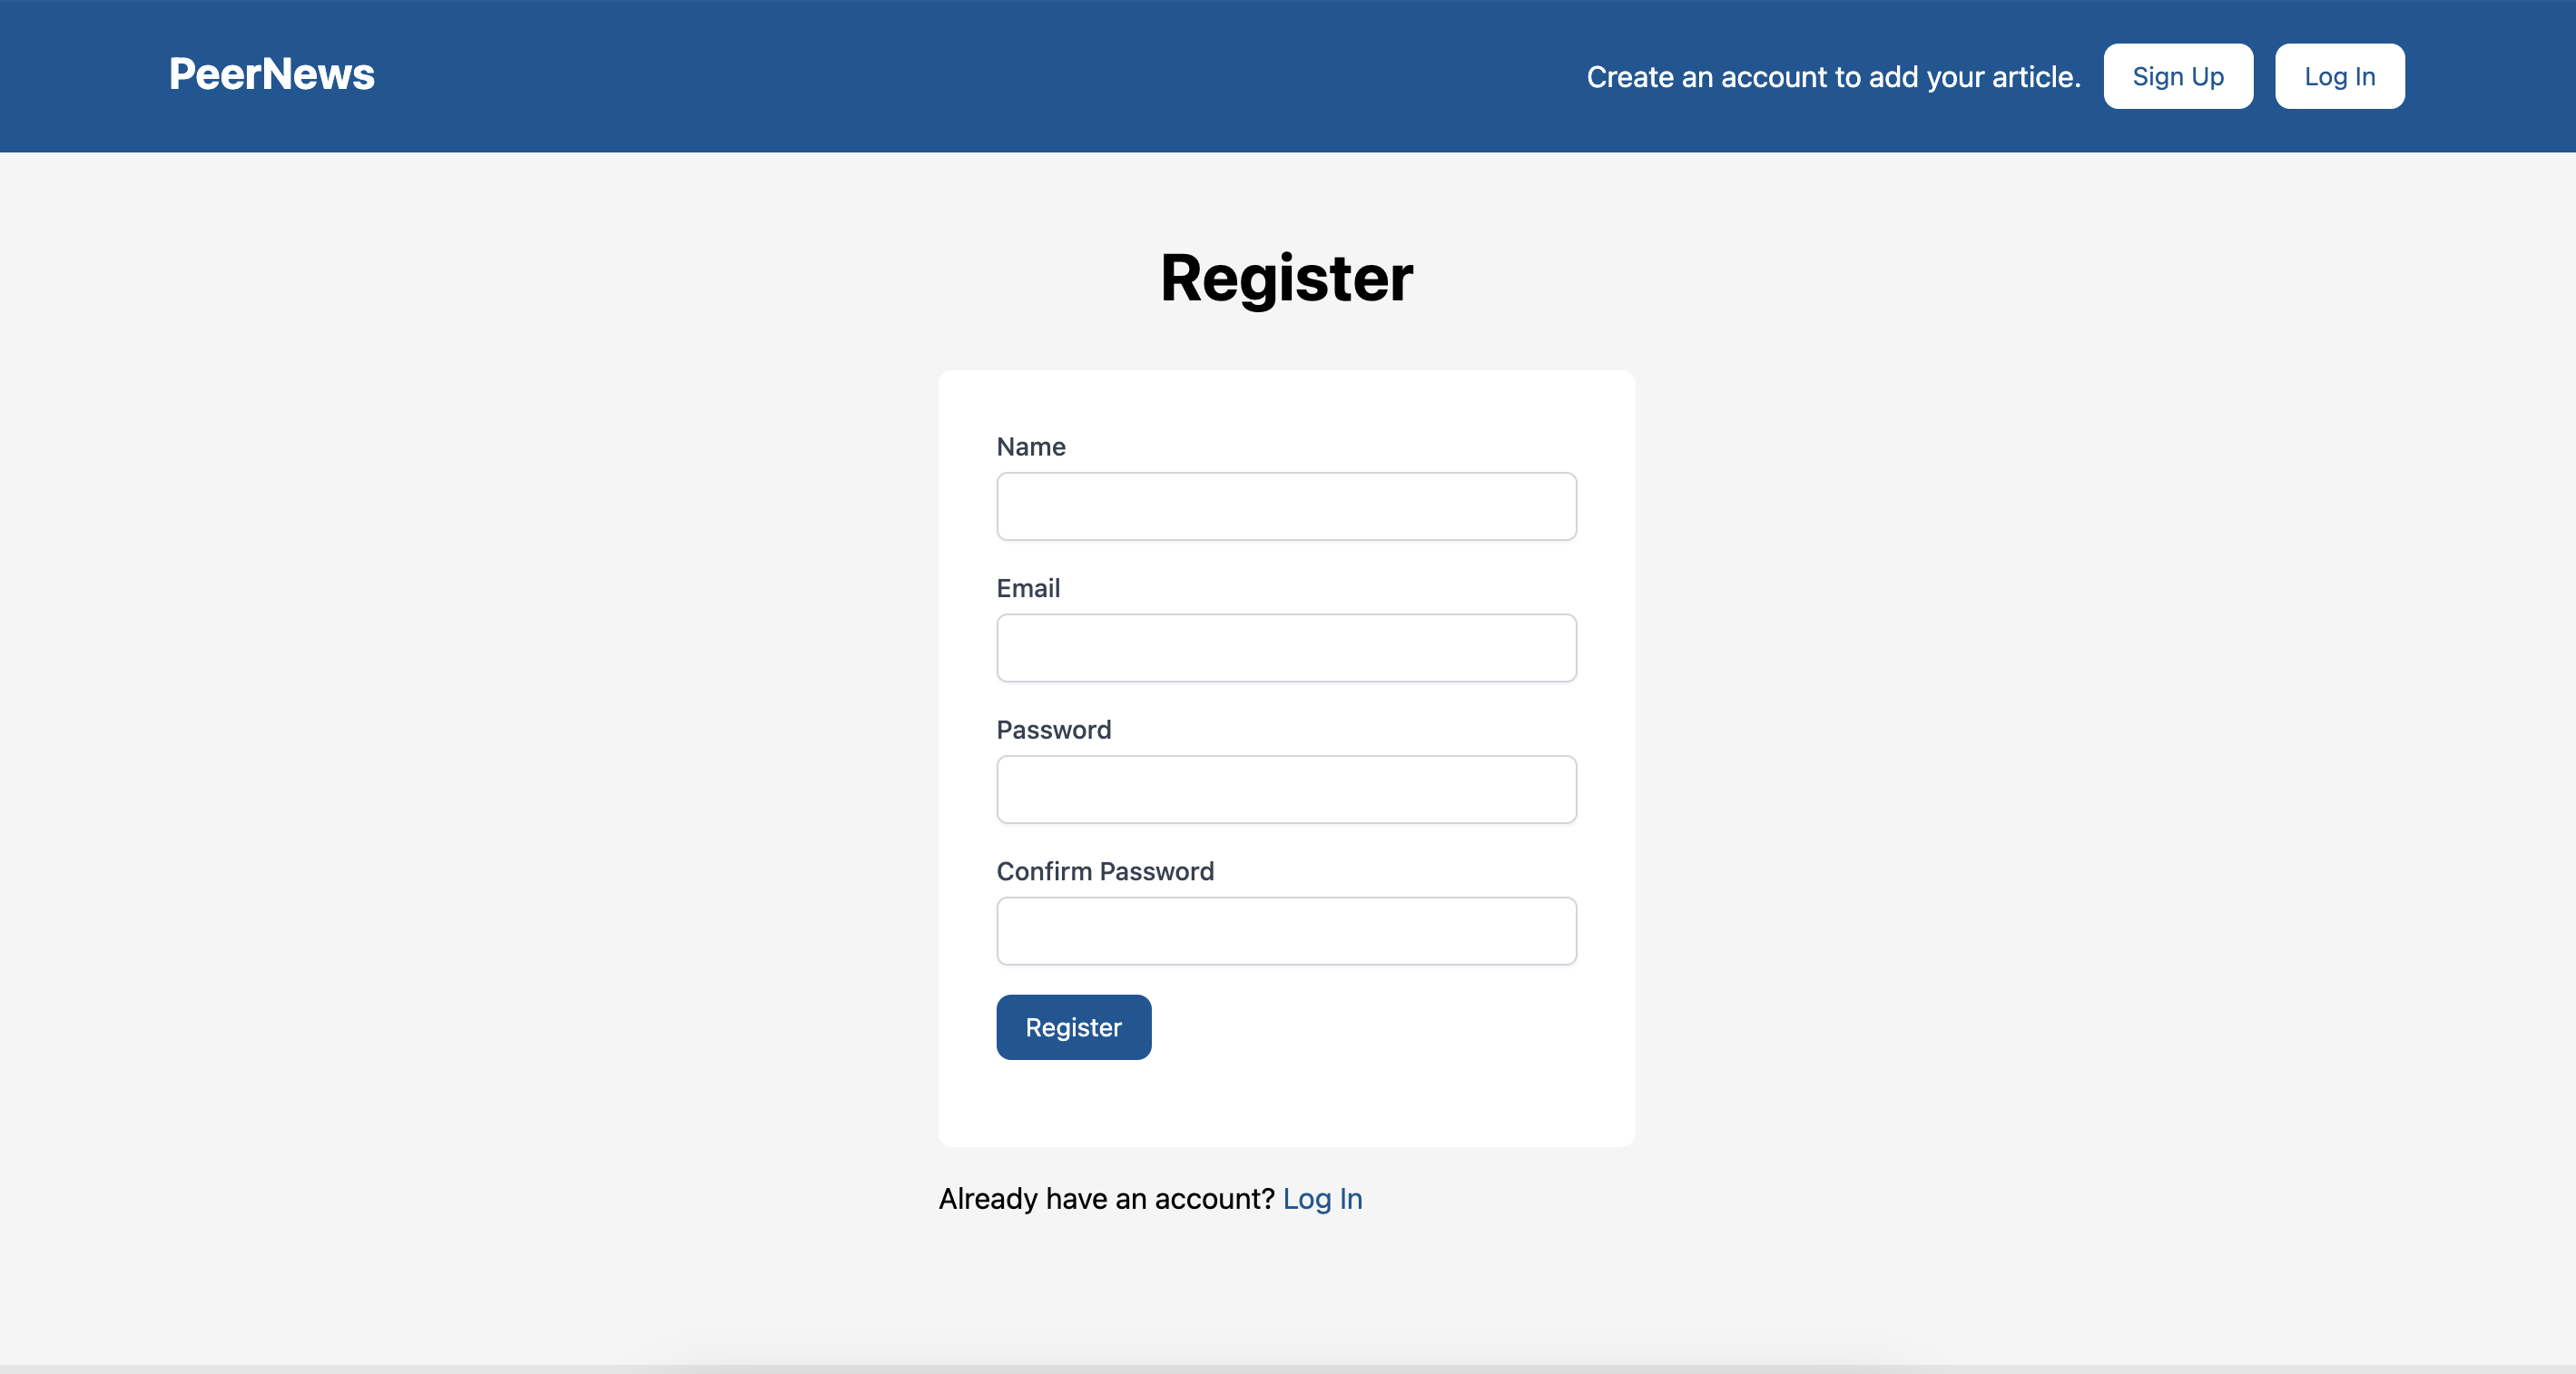 PeerNews
Create an account to add your article. Sign Up Log In
Register
Name
Email
Password
Confirm Password
Register
Already have an account? Log In